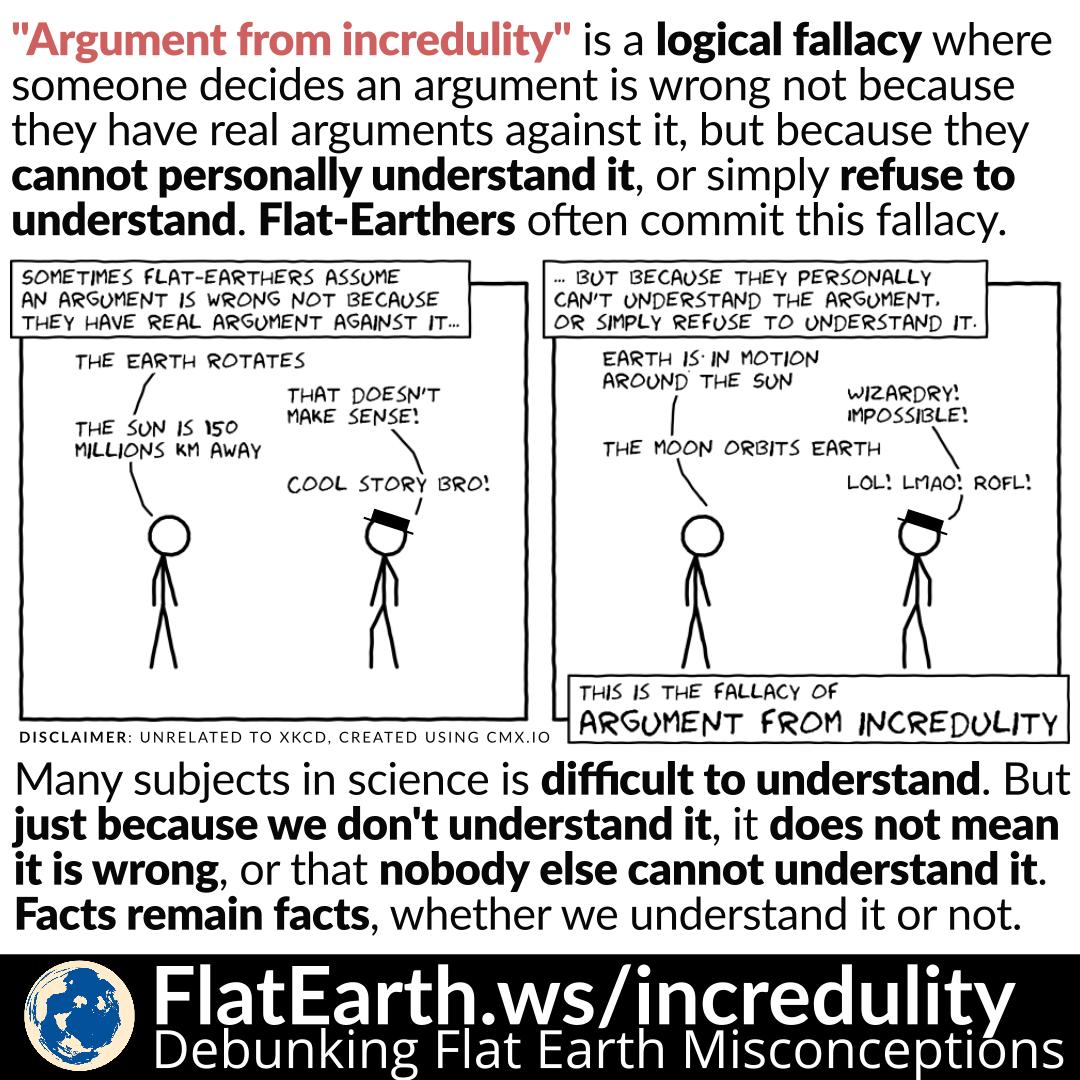 "Argument from incredulity" is a logical fallacy where
someone decides an argument is wrong not because
they have real arguments against it, but because they
cannot personally understand it, or simply refuse to
understand. Flat-Earthers often commit this fallacy.
SOMETIMES FLAT-EARTHERS ASSUME
AN ARGUMENT IS WRONG NOT BECAUSE
THEY HAVE REAL ARGUMENT AGAINST IT...
THE EARTH ROTATES
THAT DOESN'T
MAKE SENSE!
THE SUN IS 150
MILLIONS KM AWAY
COOL STORY BRO!
... BUT BECAUSE THEY PERSONALLY
CAN'T UNDERSTAND THE ARGUMENT,
OR SIMPLY REFUSE TO UNDERSTAND IT.
EARTH IS IN MOTION
AROUND THE SUN
WIZARDRY!
IMPOSSIBLE!
THE MOON ORBITS EARTH
LOL! LMAO! ROFL!
THIS IS THE FALLACY OF
ARGUMENT FROM INCREDULITY
DISCLAIMER: UNRELATED TO XKCD, CREATED USING CMX.IO
Many subjects in science is difficult to understand. But
just because we don't understand it, it does not mean
it is wrong, or that nobody else cannot understand it.
Facts remain facts, whether we understand it or not.
FlatEarth.ws/incredulity
Debunking Flat Earth Misconceptions